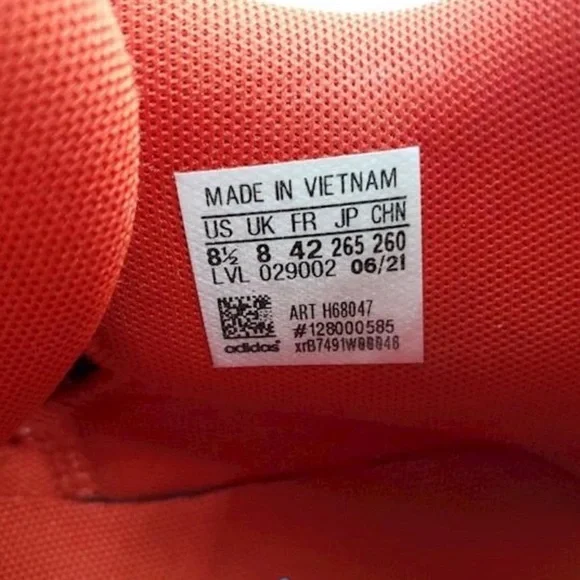 MADE IN VIETNAM
US UK FR JP CHN
8½ 8 42 265 260
LVL 029002 06/21
ART H68047
#128000585
adidas